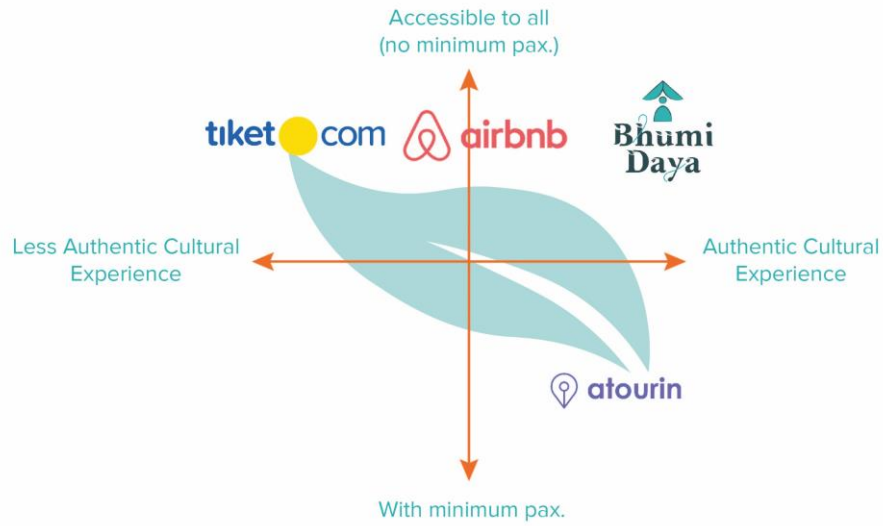 Accessible to all
(no minimum pax.)
tiket com
airbnb
Bhumi
Daya
Less Authentic Cultural
Experience
Authentic Cultural
Experience
atourin
With minimum pax.